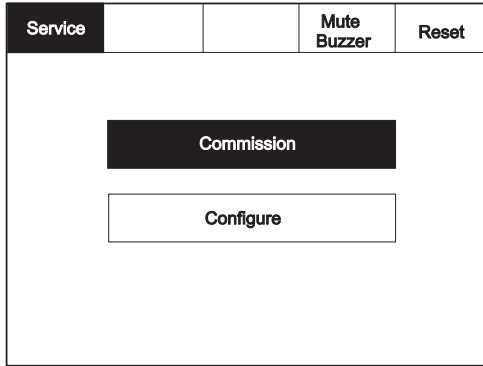 Service
Mute
Buzzer
Reset
Commission
Configure